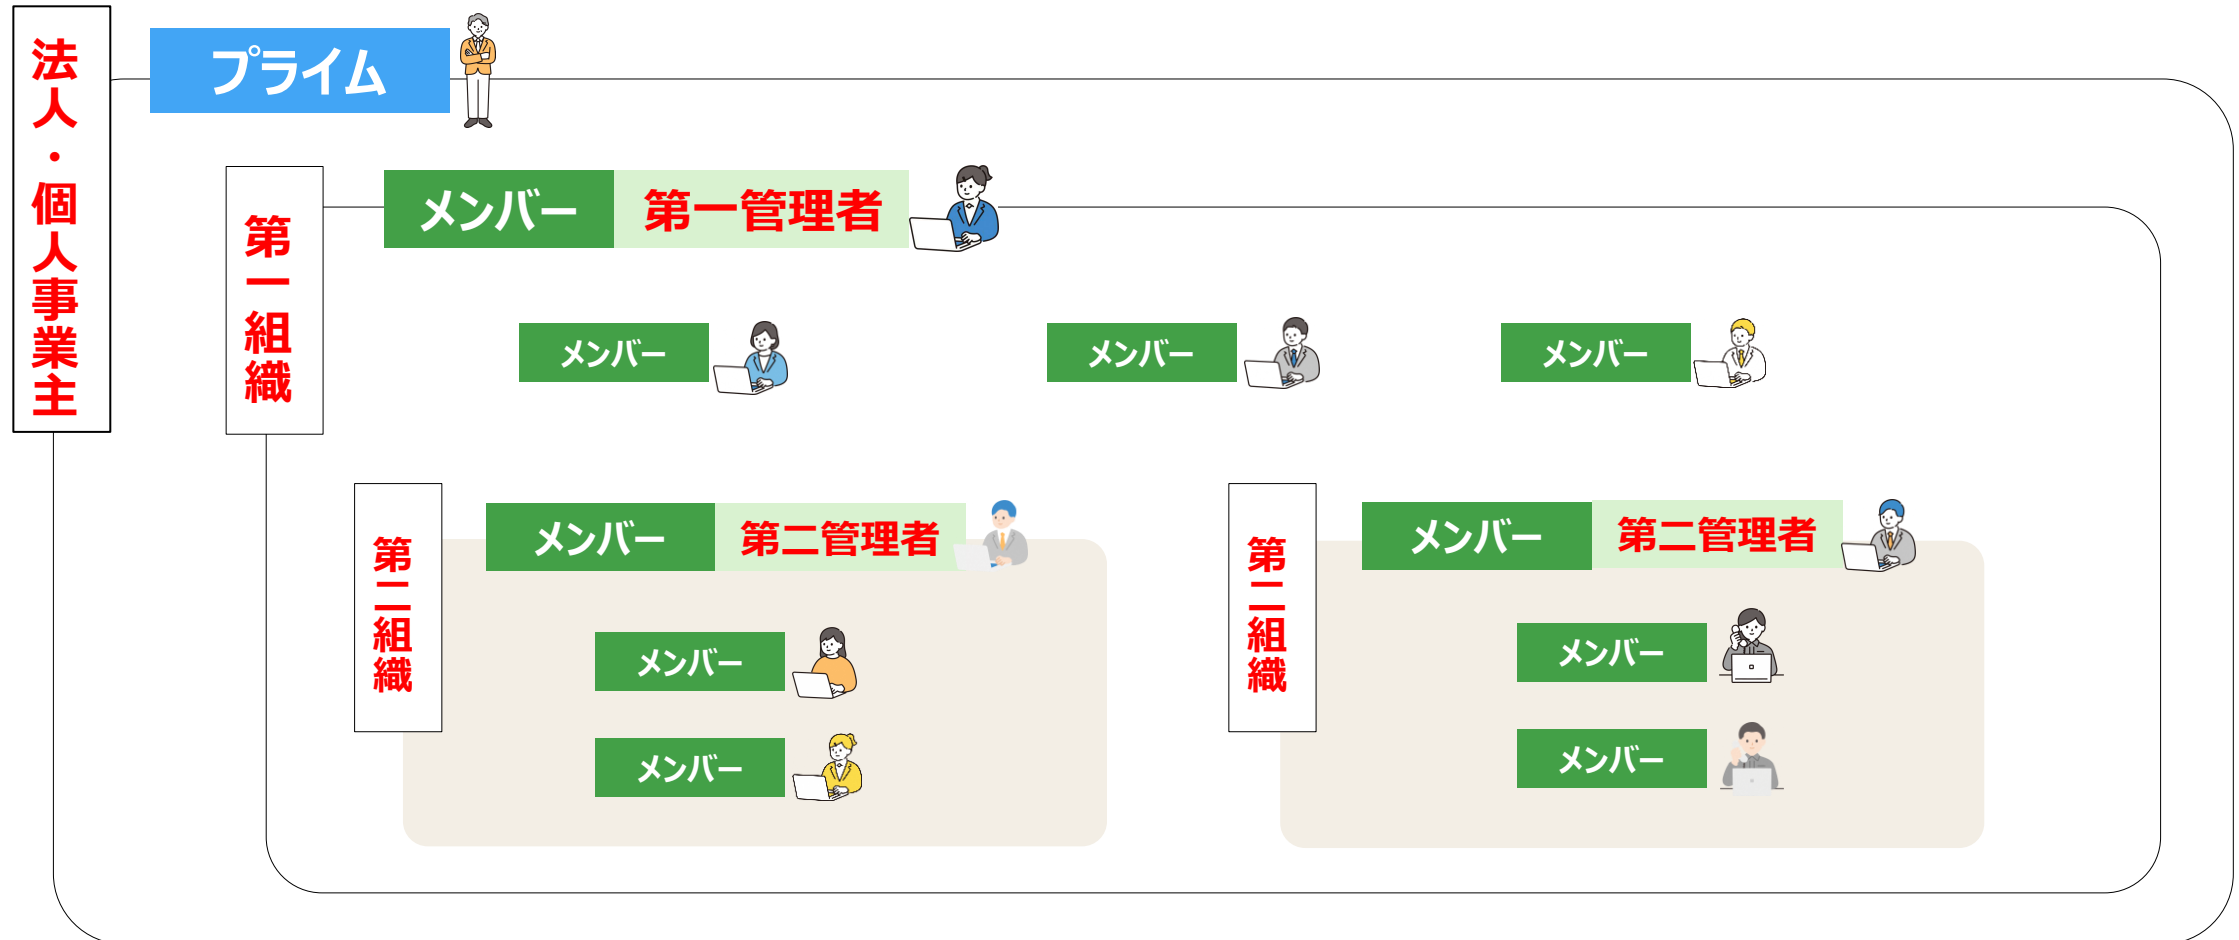 法人・個人事業主
プライム
第一組織
メンバー 第一管理者
メンバー
メンバー
メンバー
第二組織
メンバー 第二管理者
メンバー
メンバー
第二組織
メンバー 第二管理者
メンバー
メンバー